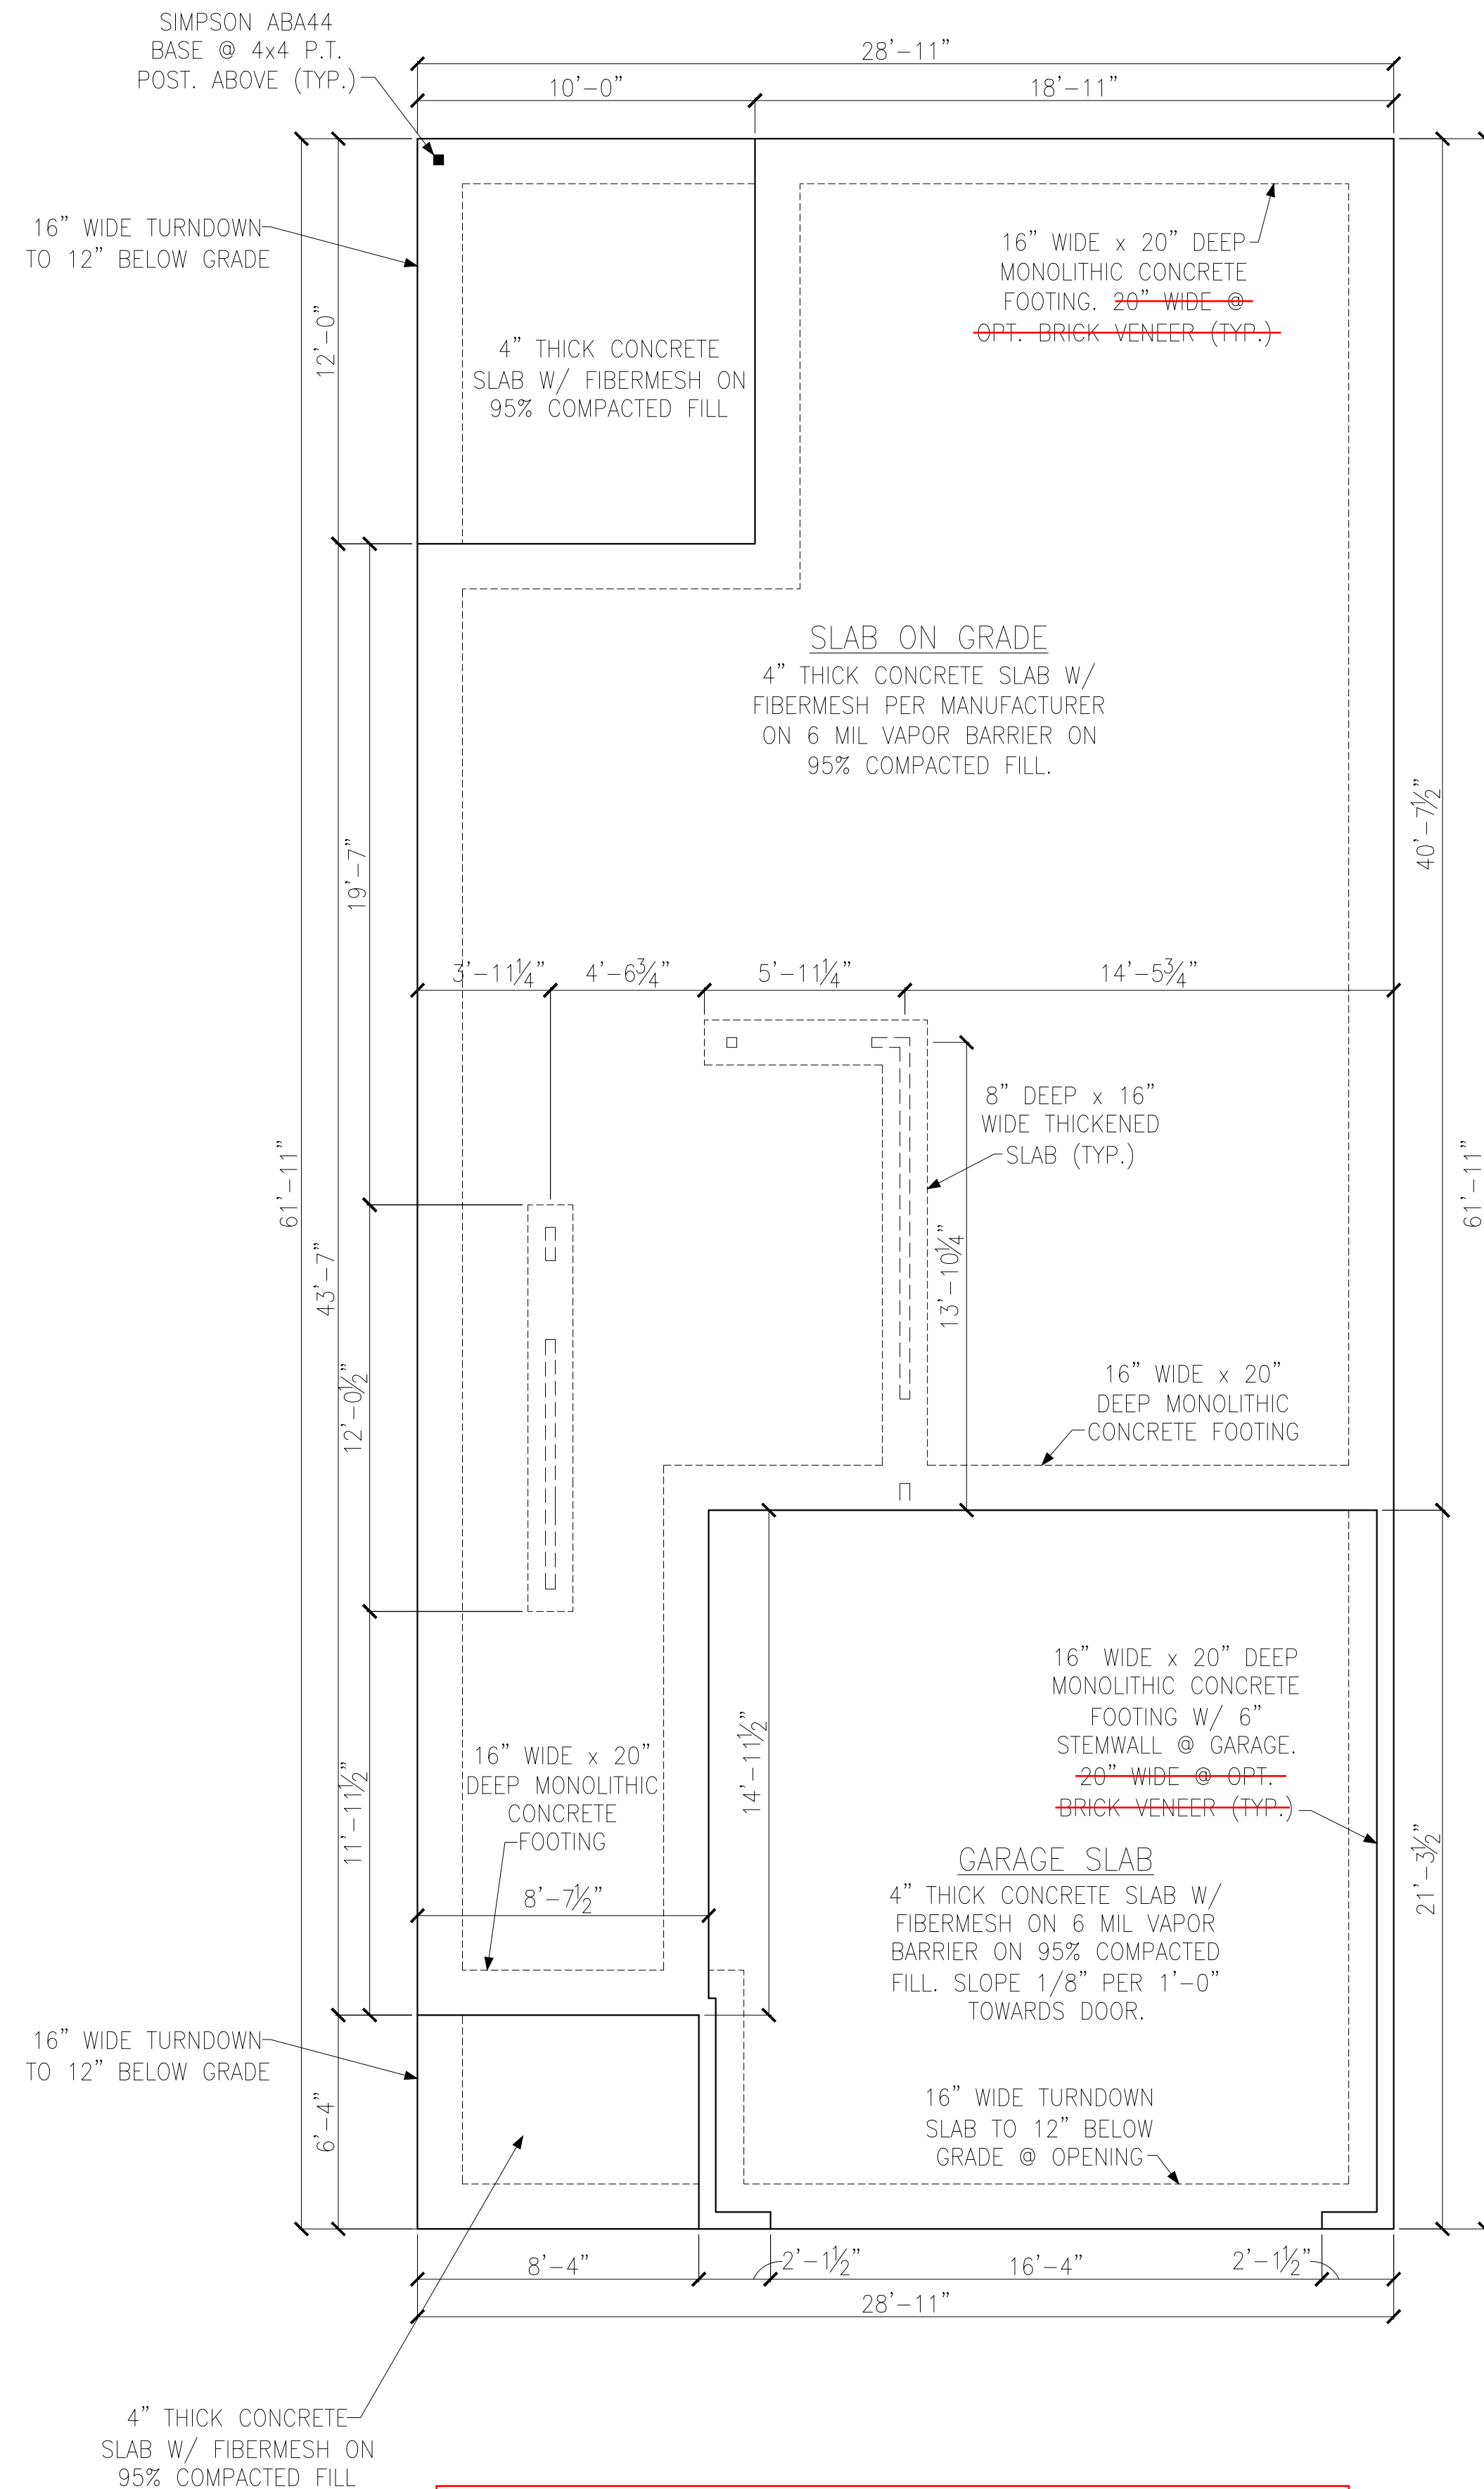 SIMPSON ABA44
BASE @ 4x4 P.T.
POST. ABOVE (TYP.)
28'-11"
10'-0"
18'-11"
16" WIDE TURNDOWN
TO 12" BELOW GRADE
12'-0"
4" THICK CONCRETE
SLAB W/ FIBERMESH ON
95% COMPACTED FILL
16" WIDE x 20" DEEP
MONOLITHIC CONCRETE
FOOTING. 20" WIDE @
OPT. BRICK VENEER (TYP.)
SLAB ON GRADE
4" THICK CONCRETE SLAB W/
FIBERMESH PER MANUFACTURER
ON 6 MIL VAPOR BARRIER ON
95% COMPACTED FILL.
19'-7"
40'-7½"
3'-11¼"
4'-6¾"
5'-11¼"
14'-5¾"
8" DEEP x 16"
WIDE THICKENED
SLAB (TYP.)
61'-11"
43'-7"
13'-10¼"
61'-11"
12'-0½"
16" WIDE x 20"
DEEP MONOLITHIC
CONCRETE FOOTING
16" WIDE x 20" DEEP
MONOLITHIC CONCRETE
FOOTING W/ 6"
STEMWALL @ GARAGE.
20" WIDE @ OPT.
BRICK VENEER (TYP.)
11'-11½"
16" WIDE x 20"
DEEP MONOLITHIC
CONCRETE
FOOTING
14'-11½"
8'-7½"
GARAGE SLAB
4" THICK CONCRETE SLAB W/
FIBERMESH ON 6 MIL VAPOR
BARRIER ON 95% COMPACTED
FILL. SLOPE 1/8" PER 1'-0"
TOWARDS DOOR.
21'-3½"
16" WIDE TURNDOWN
TO 12" BELOW GRADE
6'-4"
16" WIDE TURNDOWN
SLAB TO 12" BELOW
GRADE @ OPENING
8'-4"
2'-1½"
16'-4"
2'-1½"
28'-11"
4" THICK CONCRETE
SLAB W/ FIBERMESH ON
95% COMPACTED FILL